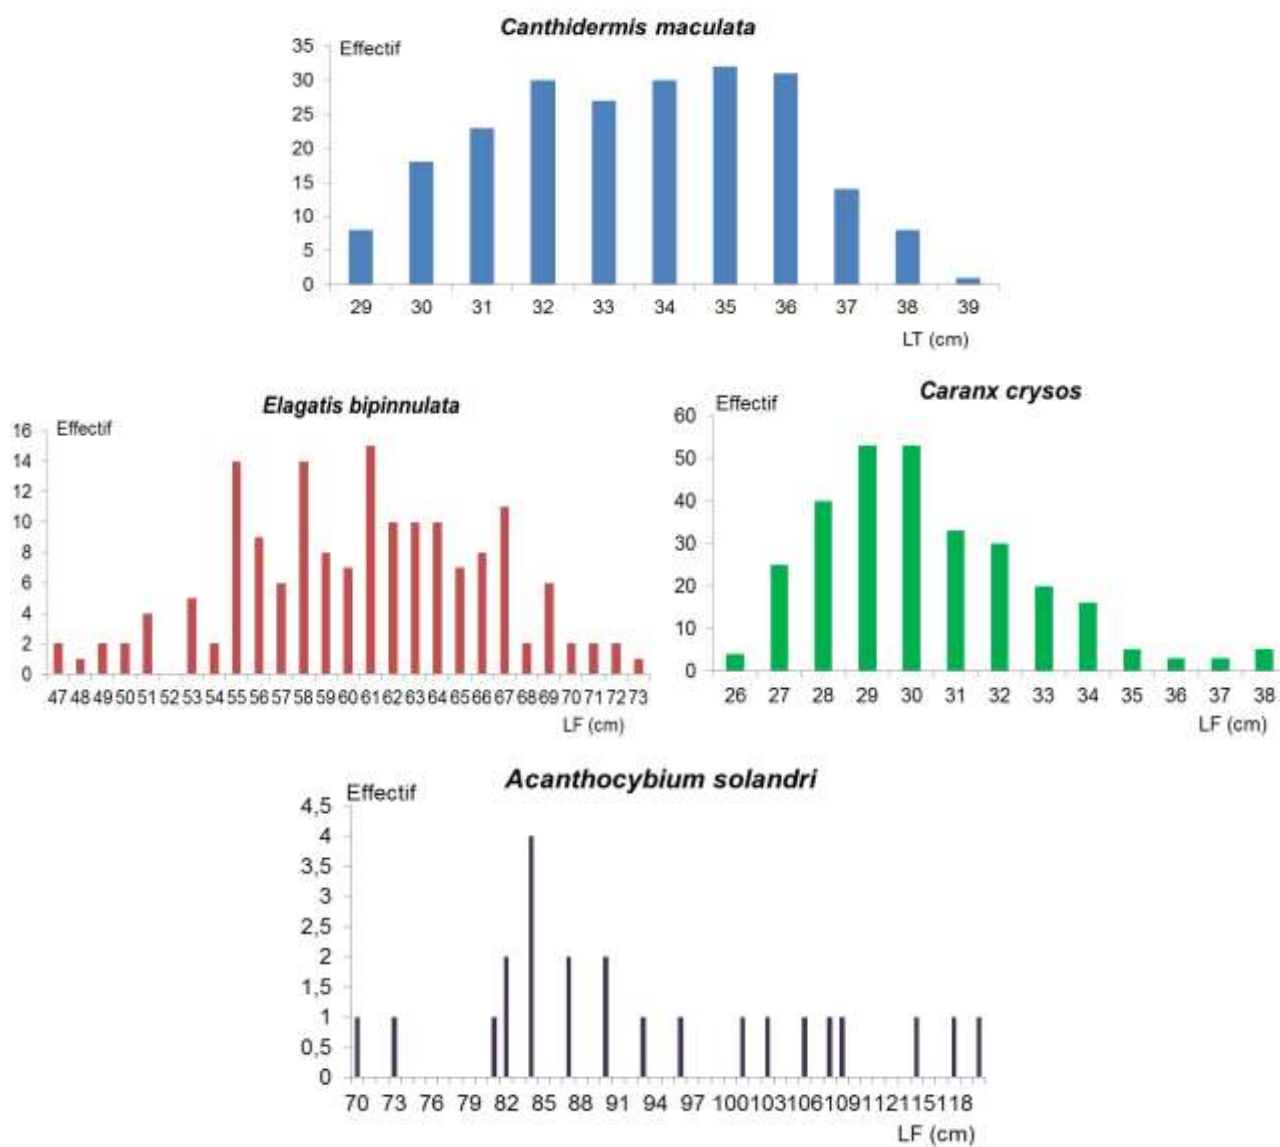 Canthidermis maculata
Effectif
35
30
25
20
15
10
5
0
29 30 31 32 33 34 35 36 37 38 39
LT (cm)
Elagatis bipinnulata
Effectif
16
14
12
10
8
6
4
2
0
47 48 49 50 51 52 53 54 55 56 57 58 59 60 61 62 63 64 65 66 67 68 69 70 71 72 73
LF (cm)
Caranx crysos
Effectif
60
50
40
30
20
10
0
26 27 28 29 30 31 32 33 34 35 36 37 38
LF (cm)
Acanthocybium solandri
Effectif
4,5
4
3,5
3
2,5
2
1,5
1
0,5
0
70 73 76 79 82 85 88 91 94 97 100 103 106 109 112 115 118
LF (cm)